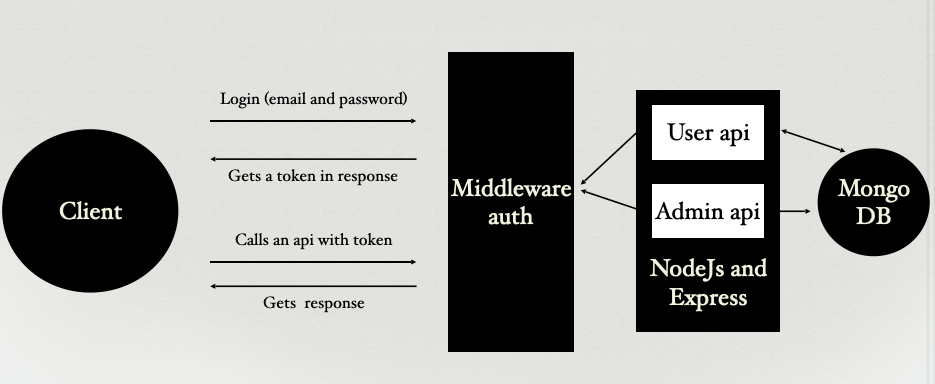 Client
Login (email and password)
Gets a token in response
Calls an api with token
Gets  response
Middleware
auth
User api
Admin api
NodeJs and
Express
Mongo
DB